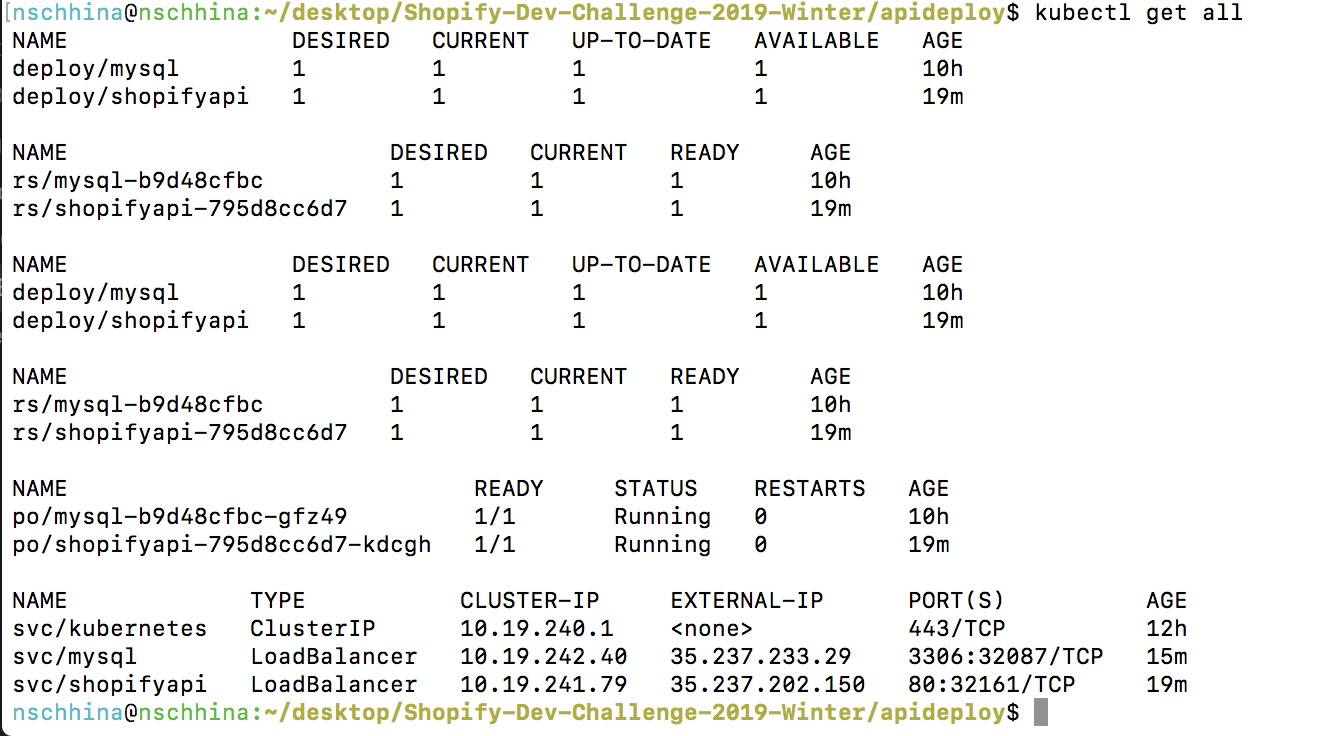 [nschhina@nschhina:~/desktop/Shopify-Dev-Challenge-2019-Winter/apideploy$ kubectl get all
NAME DESIRED CURRENT UP-TO-DATE AVAILABLE AGE
deploy/mysql 1 1 1 1 10h
deploy/shopifyapi 1 1 1 1 19m
NAME DESIRED CURRENT READY AGE
rs/mysql-b9d48cfbc 1 1 1 10h
rs/shopifyapi-795d8cc6d7 1 1 1 19m
NAME DESIRED CURRENT UP-TO-DATE AVAILABLE AGE
deploy/mysql 1 1 1 1 10h
deploy/shopifyapi 1 1 1 1 19m
NAME DESIRED CURRENT READY AGE
rs/mysql-b9d48cfbc 1 1 1 10h
rs/shopifyapi-795d8cc6d7 1 1 1 19m
NAME READY STATUS RESTARTS AGE
po/mysql-b9d48cfbc-gfz49 1/1 Running 0 10h
po/shopifyapi-795d8cc6d7-kdcgh 1/1 Running 0 19m
NAME TYPE CLUSTER-IP EXTERNAL-IP PORT(S) AGE
svc/kubernetes ClusterIP 10.19.240.1 <none> 443/TCP 12h
svc/mysql LoadBalancer 10.19.242.40 35.237.233.29 3306:32087/TCP 15m
svc/shopifyapi LoadBalancer 10.19.241.79 35.237.202.150 80:32161/TCP 19m
nschhina@nschhina:~/desktop/Shopify-Dev-Challenge-2019-Winter/apideploy$